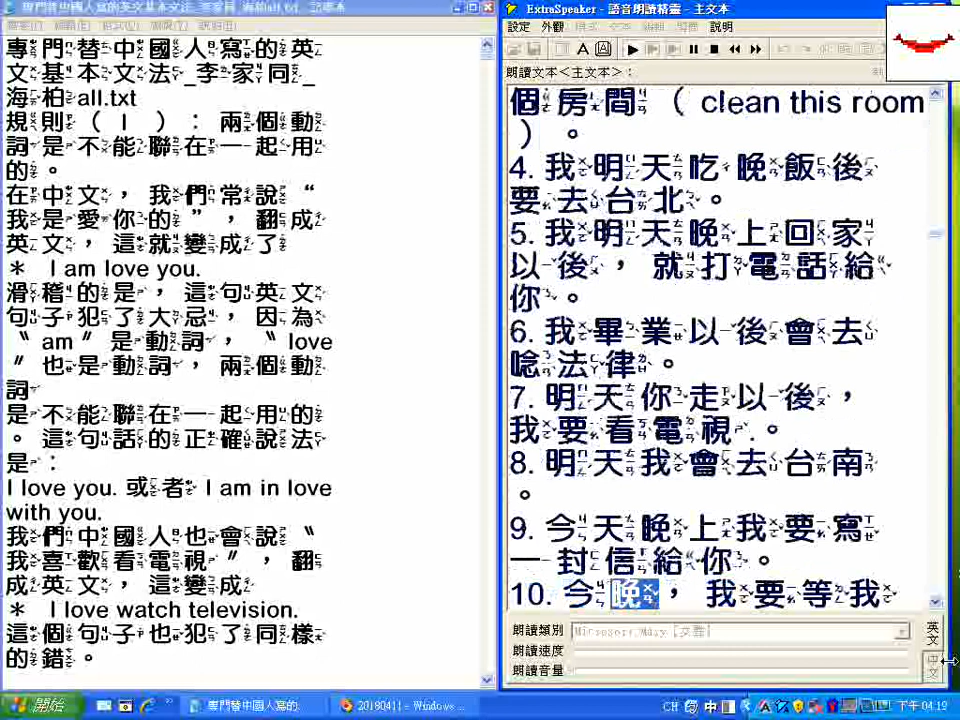 專門替中國人寫的英
文基本文法_李家同_
海柏all.txt
規則（1）：兩個動
詞是不能聯在一起用
的。
在中文，我們常說“
我是愛你的”，翻成
英文，這就變成了
＊ I am love you.
滑稽的是，這句英文
句子犯了大忌，因為
〝am〞是動詞，〝love
〞也是動詞，兩個動
詞
是不能聯在一起用的
。這句話的正確說法
是：
I love you. 或者 I am in love
with you.
我們中國人也會說〝
我喜歡看電視〞，翻
成英文，這變成
＊ I love watch television.
這個句子也犯了同樣
的錯。
ExtraSpeaker - 語音朗讀精靈 - 主文本
設定 外觀 說明
朗讀文本<主文本>：
個房間（clean this room
）。
4. 我明天吃晚飯後
要去台北。
5. 我明天晚上回家
以後，就打電話給
你。
6. 我畢業以後會去
唸法律。
7. 明天你走以後，
我要看電視.。
8. 明天我會去台南
。
9. 今天晚上我要寫
一封信給你。
10. 今晚，我要等我
朗讀類別 Microsoft Mary [英語]
朗讀速度
朗讀音量
英文
中文
開始
專門替中國人寫的...
20180411 - Windows ...
CH
下午 04:19